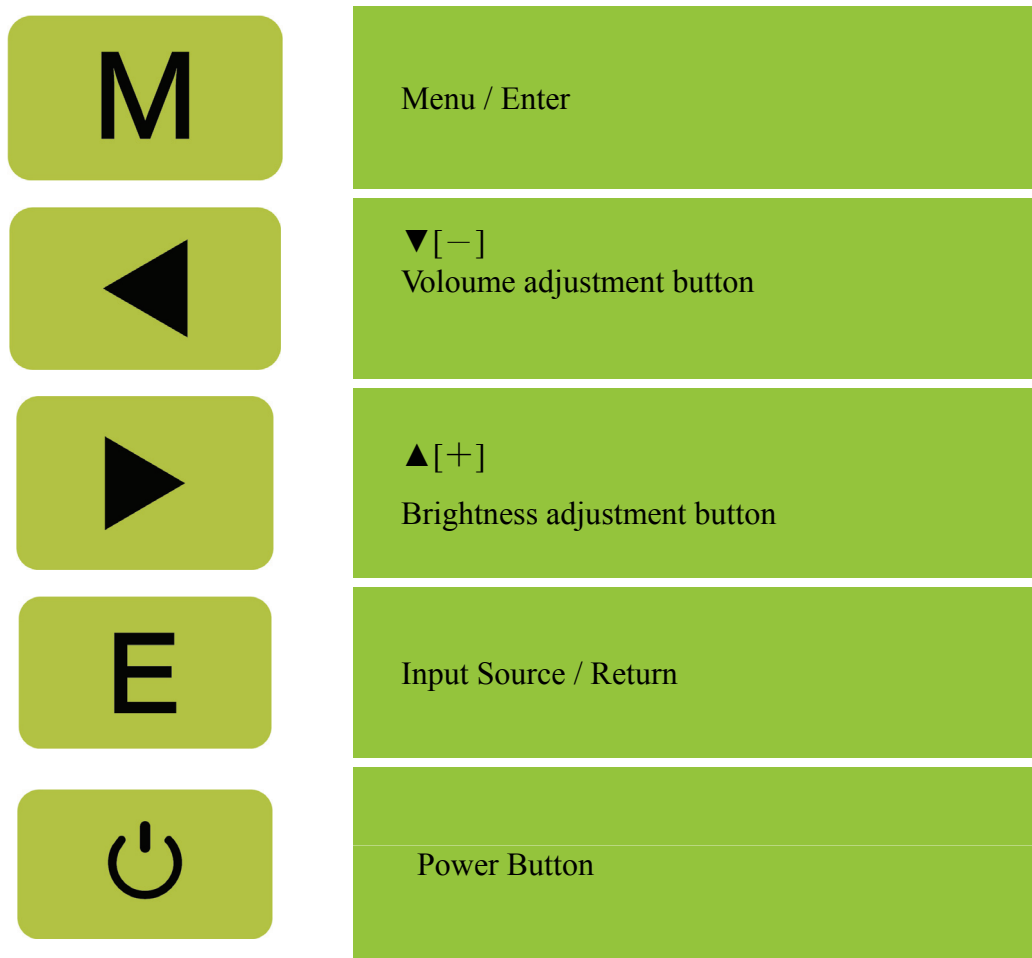 M
Menu / Enter
▼[－]
Voloume adjustment button
▲[＋]
Brightness adjustment button
E
Input Source / Return
Power Button